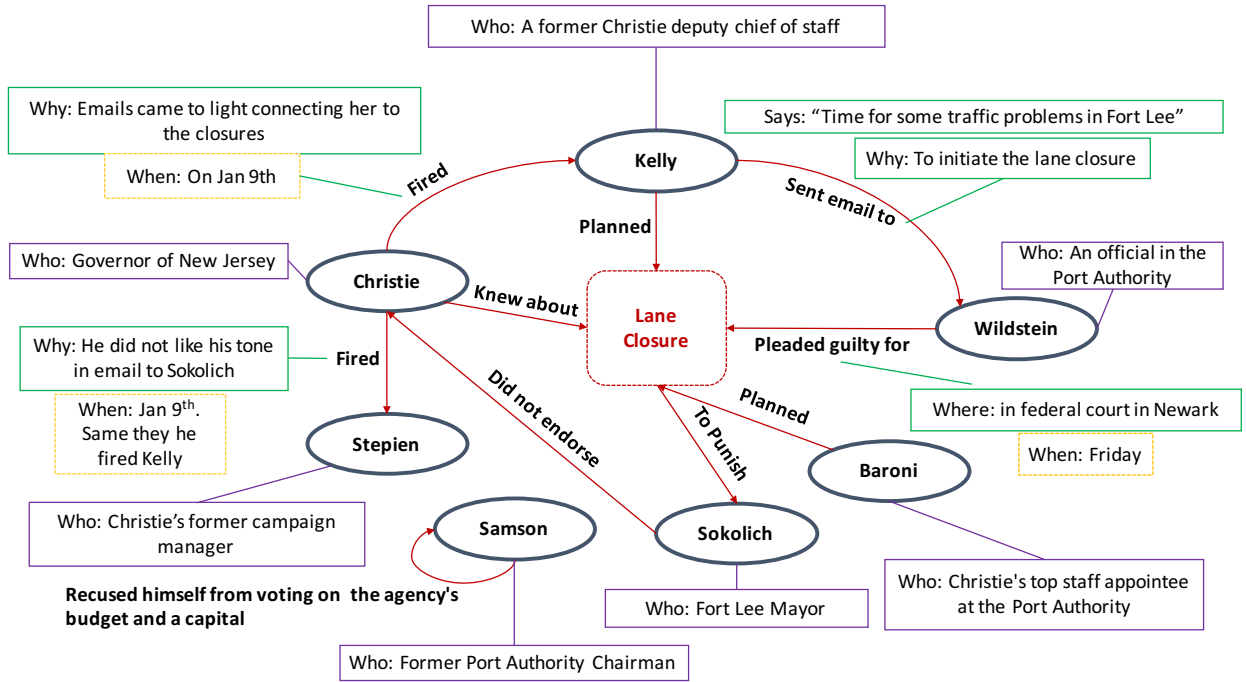 Who: A former Christie deputy chief of staff
Why: Emails came to light connecting her to
the closures
When: On Jan 9th
Says: “Time for some traffic problems in Fort Lee”
Why: To initiate the lane closure
Kelly
Fired
Sent email to
Planned
Who: Governor of New Jersey
Christie
Knew about
Lane
Closure
Who: An official in the
Port Authority
Wildstein
Pleaded guilty for
Why: He did not like his tone
in email to Sokolich
Fired
When: Jan 9th.
Same they he
fired Kelly
Did not endorse
To Punish
Planned
Where: in federal court in Newark
When: Friday
Stepien
Baroni
Who: Christie’s former campaign
manager
Samson
Sokolich
Recused himself from voting on the agency's
budget and a capital
Who: Fort Lee Mayor
Who: Christie's top staff appointee
at the Port Authority
Who: Former Port Authority Chairman